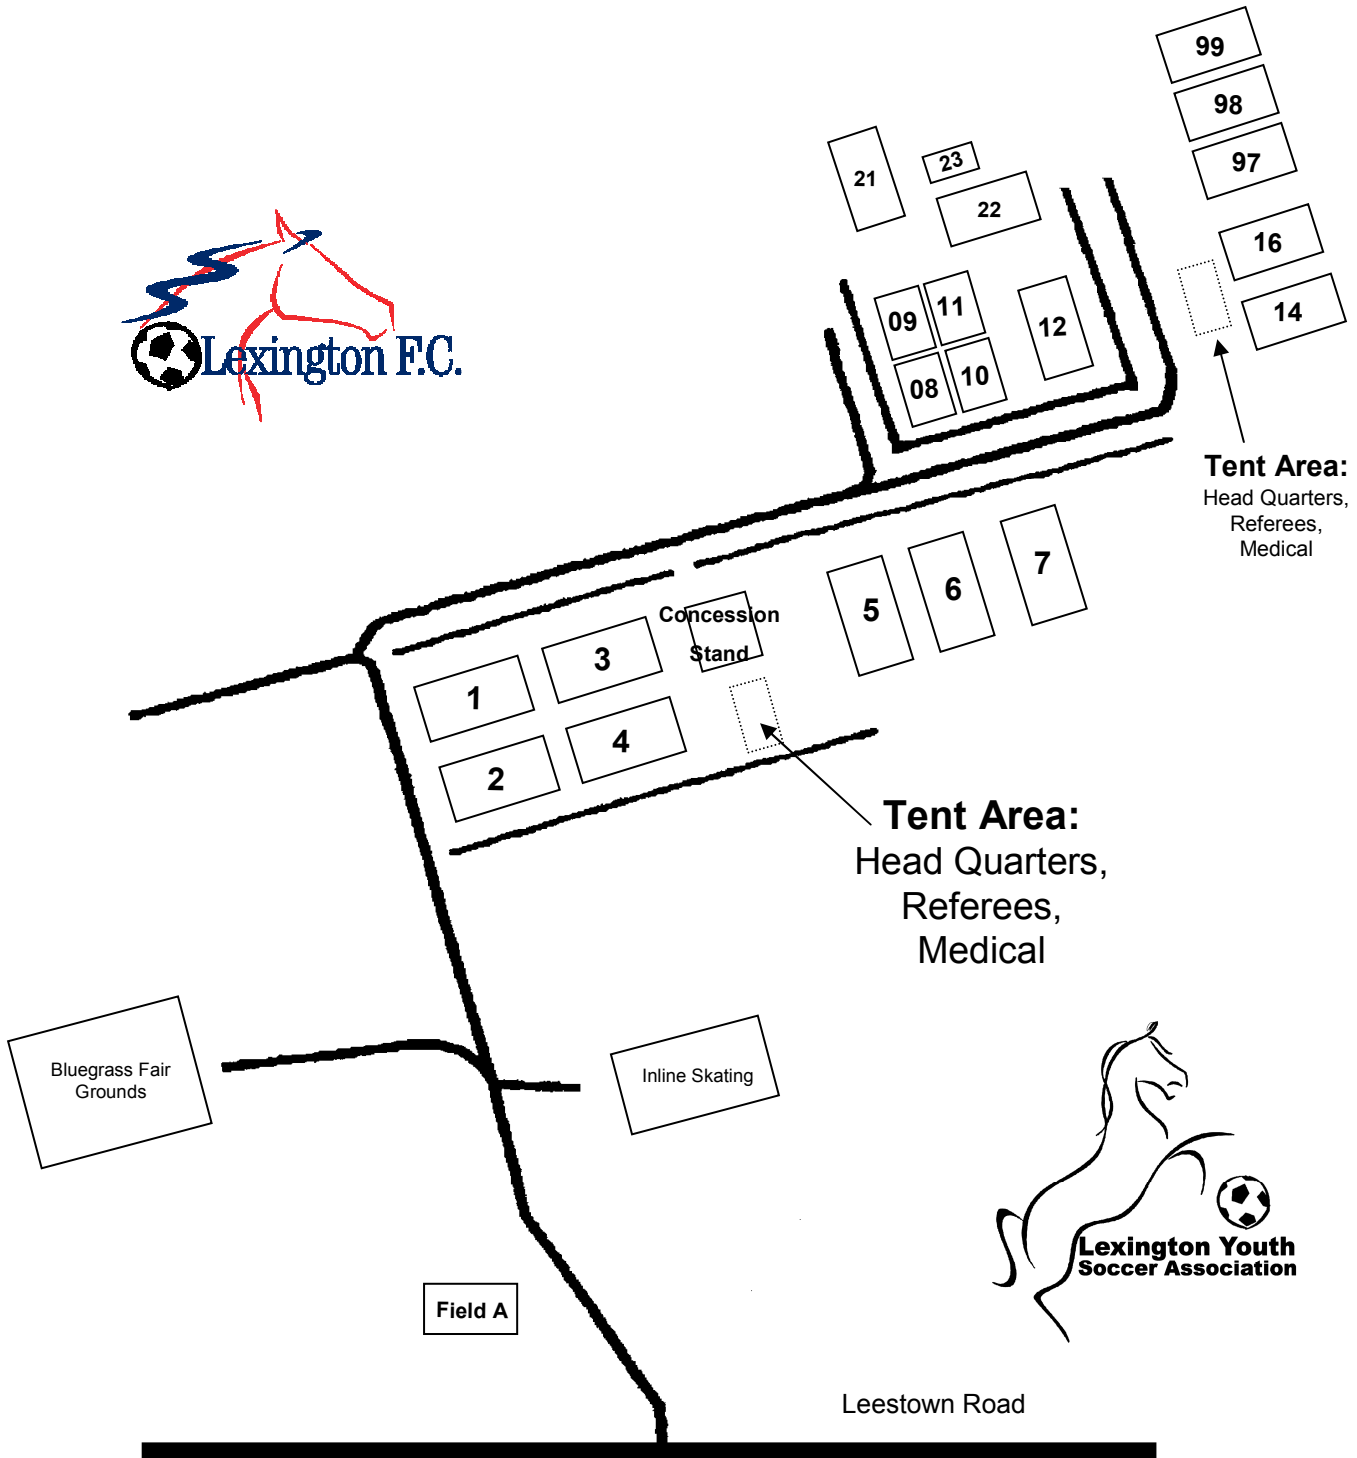 99
98
97
21
23
22
16
14
09
11
12
08
10
Lexington F.C.
Tent Area:
Head Quarters,
Referees,
Medical
7
6
5
Concession
Stand
3
1
4
2
Tent Area:
Head Quarters,
Referees,
Medical
Bluegrass Fair
Grounds
Inline Skating
Lexington Youth
Soccer Association
Field A
Leestown Road